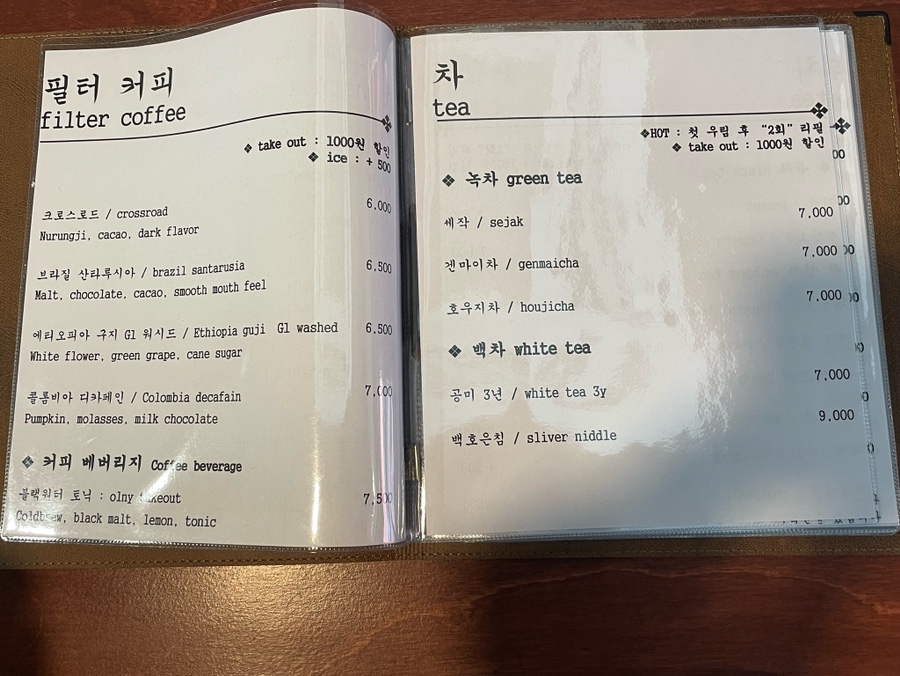 필터 커피
filter coffee
❖ take out : 1000원 할인
❖ ice : + 500
크로스로드 / crossroad 6,000
Nurungji, cacao, dark flavor
브라질 산타루시아 / brazil santarusia 6,500
Malt, chocolate, cacao, smooth mouth feel
에티오피아 구지 G1 워시드 / Ethiopia guji G1 washed 6,500
White flower, green grape, cane sugar
콜롬비아 디카페인 / Colombia decafain 7,000
Pumpkin, molasses, milk chocolate
❖ 커피 베버리지 Coffee beverage
블랙워터 토닉 : olny takeout 7,500
Coldbrew, black malt, lemon, tonic
차
tea
❖HOT : 첫 우림 후 "2회" 리필
❖ take out : 1000원 할인
❖ 녹차 green tea
세작 / sejak 7,000
겐마이차 / genmaicha 7,000
호우지차 / houjicha 7,000
❖ 백차 white tea
공미 3년 / white tea 3y 7,000
백호은침 / sliver niddle 9,000